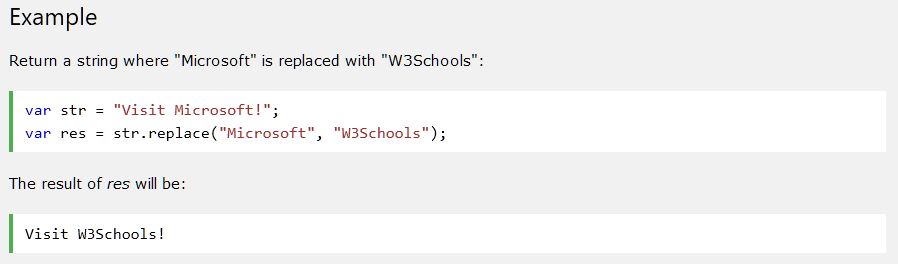 Example
Return a string where "Microsoft" is replaced with "W3Schools":
var str = "Visit Microsoft!";
var res = str.replace("Microsoft", "W3Schools");
The result of res will be:
Visit W3Schools!